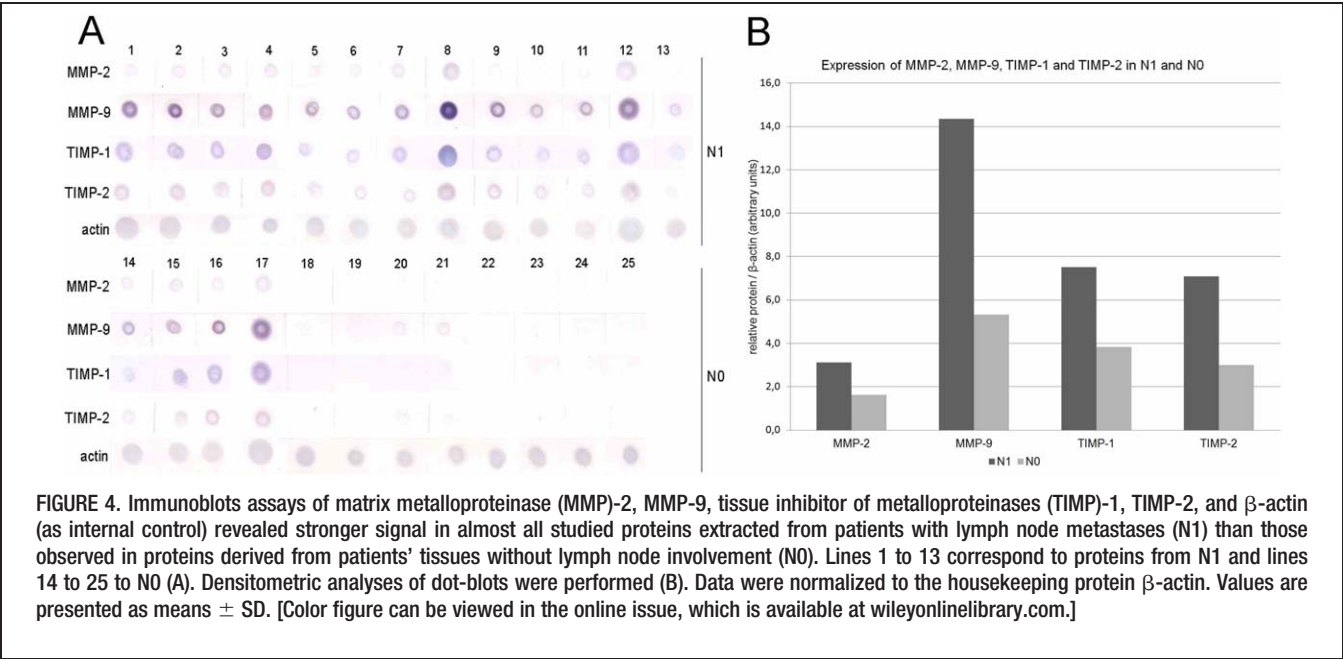 A
1 2 3 4 5 6 7 8 9 10 11 12 13
MMP-2
MMP-9
TIMP-1
TIMP-2
actin
N1
14 15 16 17 18 19 20 21 22 23 24 25
MMP-2
MMP-9
TIMP-1
TIMP-2
actin
N0
B
Expression of MMP-2, MMP-9, TIMP-1 and TIMP-2 in N1 and N0
relative protein / β-actin (arbitrary units)
16,0
14,0
12,0
10,0
8,0
6,0
4,0
2,0
0,0
MMP-2 MMP-9 TIMP-1 TIMP-2
N1 N0
FIGURE 4. Immunoblots assays of matrix metalloproteinase (MMP)-2, MMP-9, tissue inhibitor of metalloproteinases (TIMP)-1, TIMP-2, and β-actin
(as internal control) revealed stronger signal in almost all studied proteins extracted from patients with lymph node metastases (N1) than those
observed in proteins derived from patients' tissues without lymph node involvement (N0). Lines 1 to 13 correspond to proteins from N1 and lines
14 to 25 to N0 (A). Densitometric analyses of dot-blots were performed (B). Data were normalized to the housekeeping protein β-actin. Values are
presented as means ± SD. [Color figure can be viewed in the online issue, which is available at wileyonlinelibrary.com.]